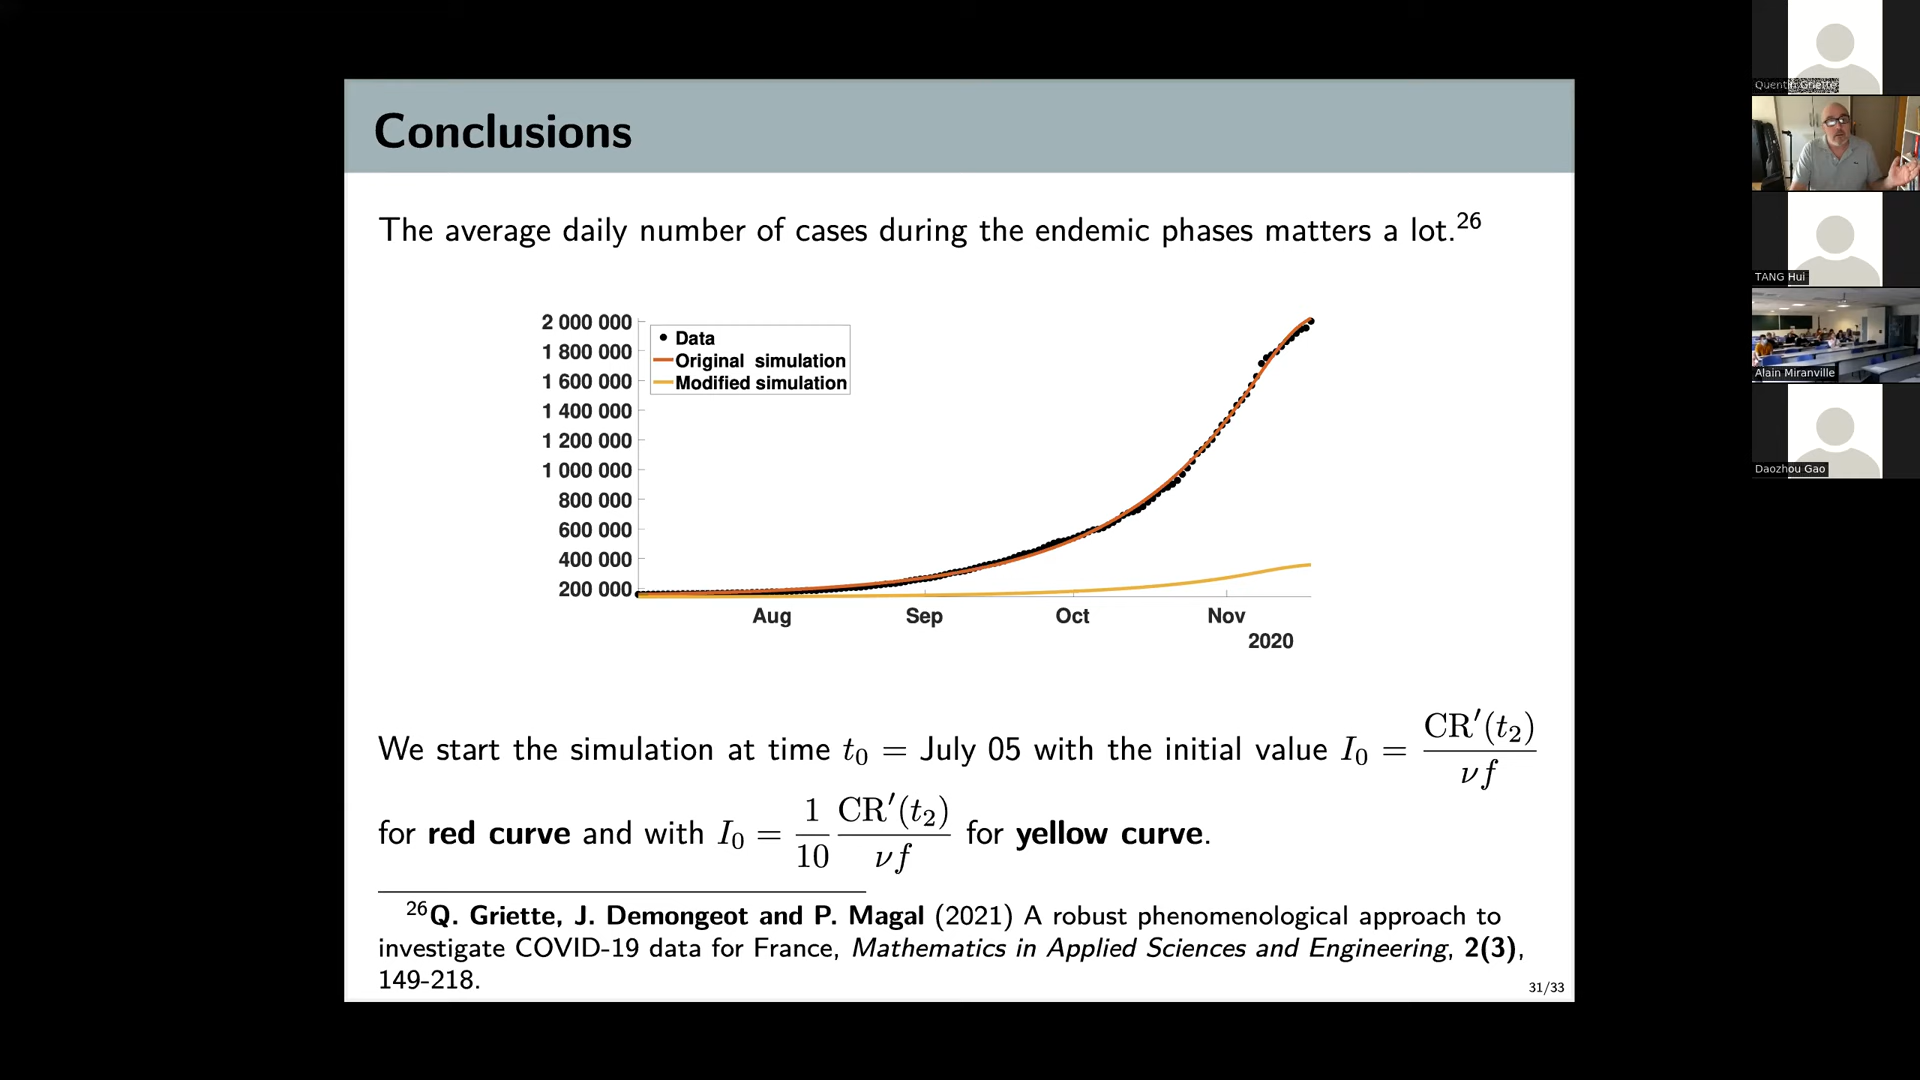 Conclusions
The average daily number of cases during the endemic phases matters a lot.26
2 000 000
1 800 000
1 600 000
1 400 000
1 200 000
1 000 000
800 000
600 000
400 000
200 000
Data
Original simulation
Modified simulation
Aug Sep Oct Nov
2020
We start the simulation at time t₀ = July 05 with the initial value I₀ = CR′(t₂) / νf
for red curve and with I₀ = 1/10 CR′(t₂) / νf for yellow curve.
26Q. Griette, J. Demongeot and P. Magal (2021) A robust phenomenological approach to
investigate COVID-19 data for France, Mathematics in Applied Sciences and Engineering, 2(3),
149-218.
31/33
TANG Hui
Alain Miranville
Daozhou Gao